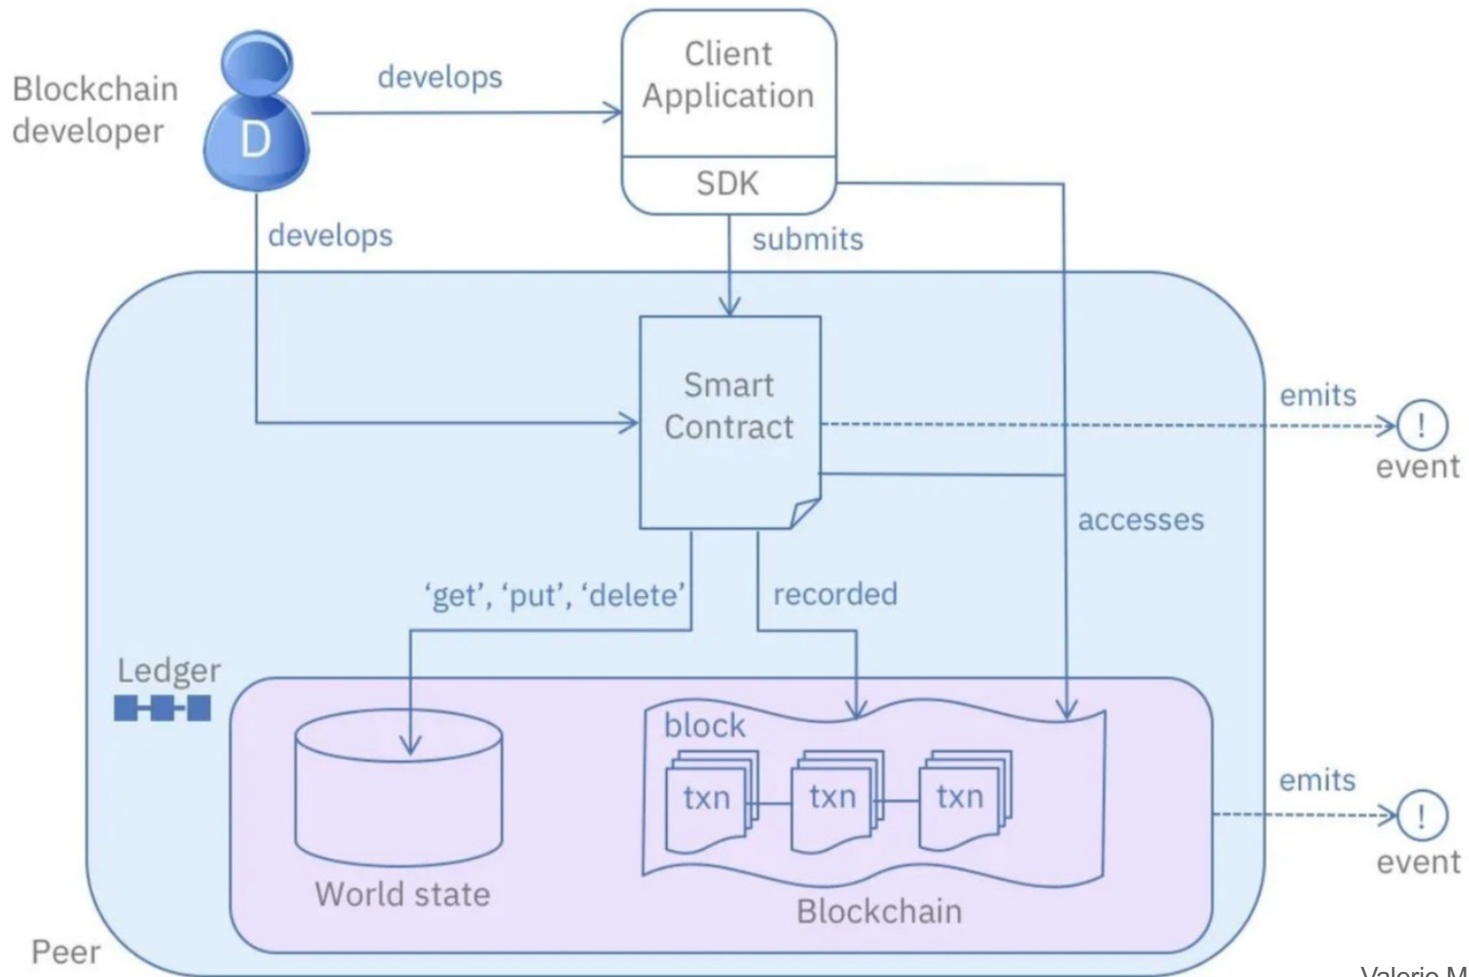 Blockchain
developer
D
develops
Client
Application
SDK
develops
submits
Smart
Contract
emits
!
event
accesses
‘get’, ‘put’, ‘delete’
recorded
Ledger
block
txn
txn
txn
World state
Blockchain
emits
!
event
Peer
Valerio M